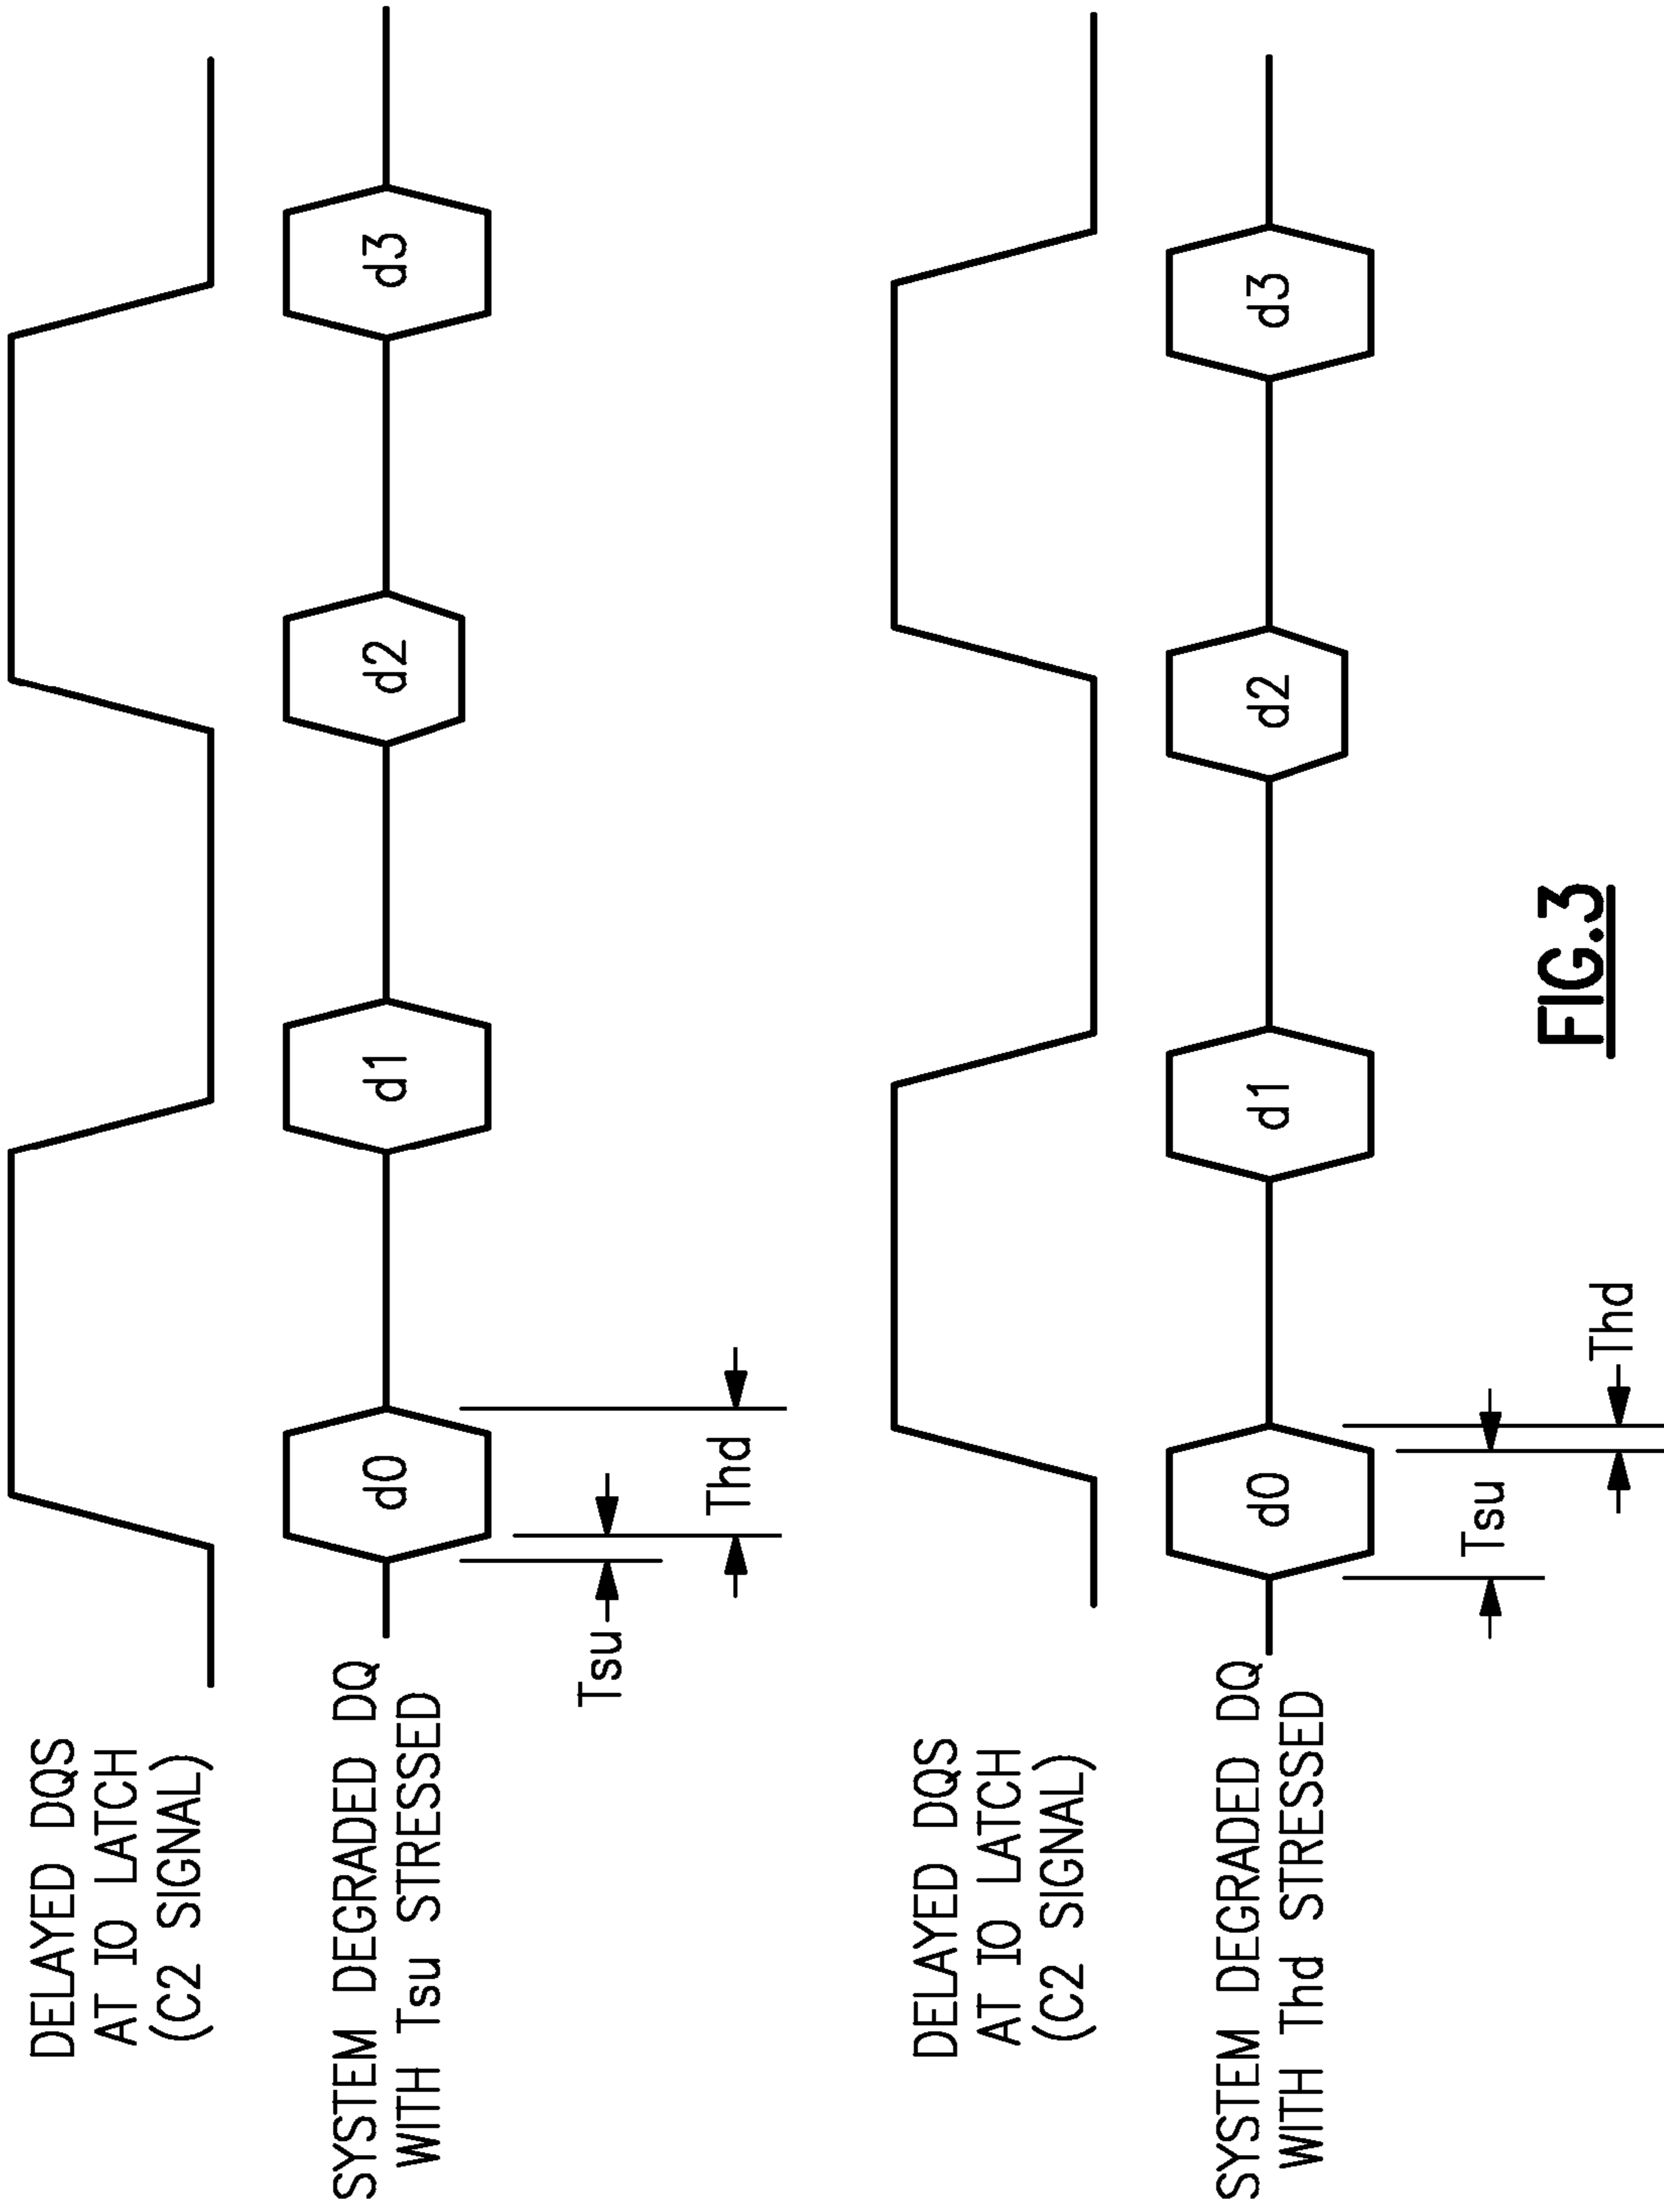 DELAYED DQS
AT IO LATCH
(C2 SIGNAL)
SYSTEM DEGRADED DQ
WITH Tsu STRESSED
d0
d1
d2
d3
Tsu
Thd
DELAYED DQS
AT IO LATCH
(C2 SIGNAL)
SYSTEM DEGRADED DQ
WITH Thd STRESSED
d0
d1
d2
d3
Tsu
Thd
FIG.3